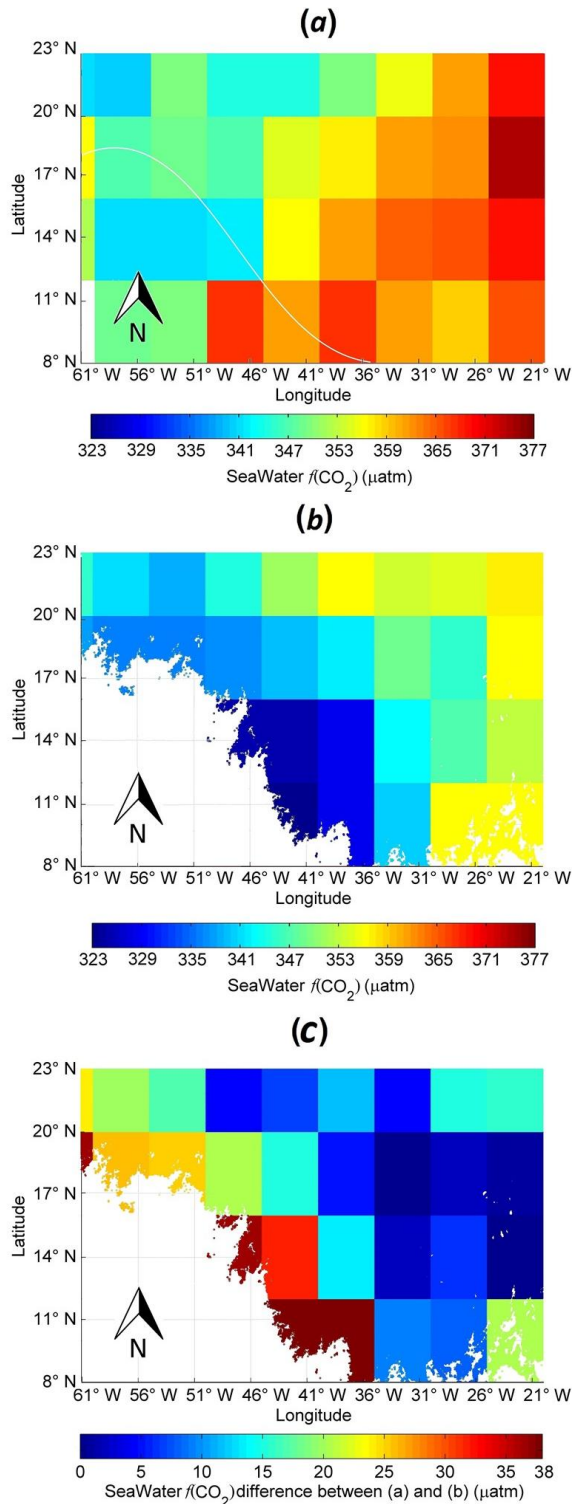 (a)
23° N
20° N
17° N
14° N
11° N
8° N
Latitude
N
61° W 56° W 51° W 46° W 41° W 36° W 31° W 26° W 21° W
Longitude
323 329 335 341 347 353 359 365 371 377
SeaWater f(CO2) (µatm)
(b)
23° N
20° N
17° N
14° N
11° N
8° N
Latitude
N
61° W 56° W 51° W 46° W 41° W 36° W 31° W 26° W 21° W
Longitude
323 329 335 341 347 353 359 365 371 377
SeaWater f(CO2) (µatm)
(c)
23° N
20° N
17° N
14° N
11° N
8° N
Latitude
N
61° W 56° W 51° W 46° W 41° W 36° W 31° W 26° W 21° W
Longitude
0 5 10 15 20 25 30 35 38
SeaWater f(CO2) difference between (a) and (b) (µatm)